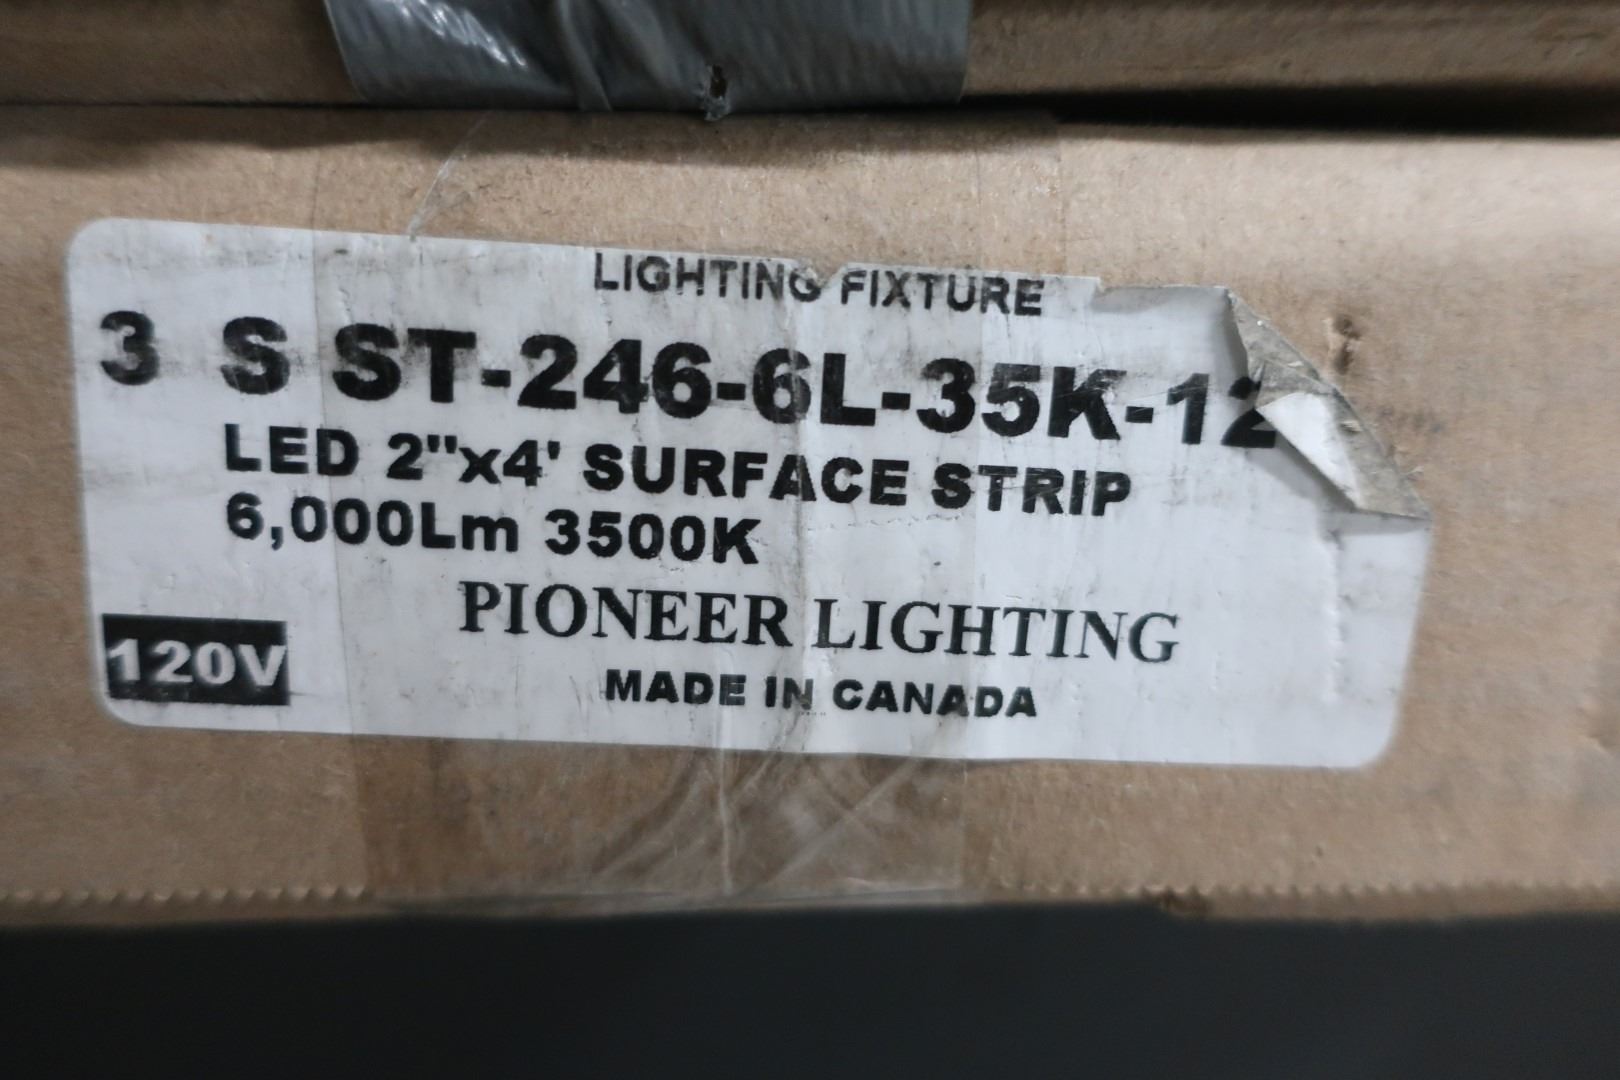 LIGHTING FIXTURE
3 S ST-246-6L-35K-12
LED 2"x4' SURFACE STRIP
6,000Lm 3500K
PIONEER LIGHTING
120V
MADE IN CANADA